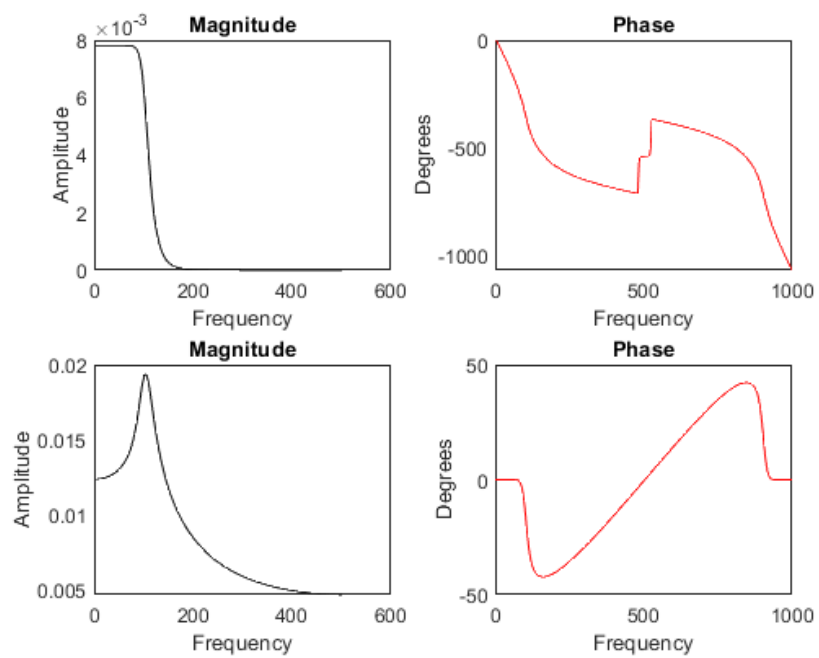 Magnitude
×10-3
8
6
4
2
0
Amplitude
0 200 400 600
Frequency
Phase
0
-500
-1000
Degrees
0 500 1000
Frequency
Magnitude
0.02
0.015
0.01
0.005
Amplitude
0 200 400 600
Frequency
Phase
50
0
-50
Degrees
0 500 1000
Frequency